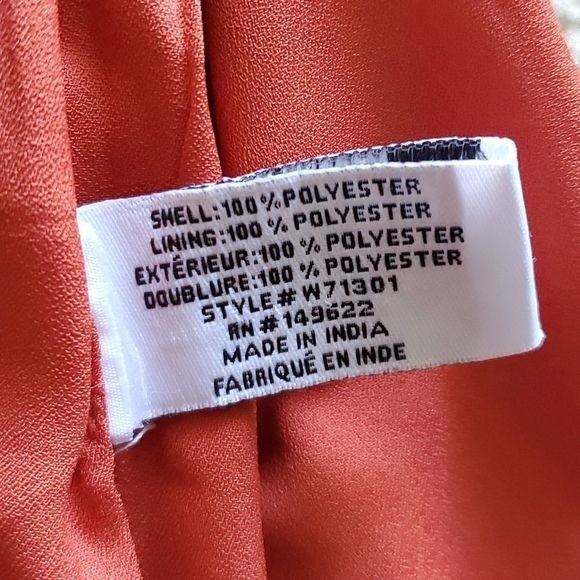 SHELL:100%POLYESTER
LINING:100% POLYESTER
EXTÉRIEUR:100% POLYESTER
DOUBLURE:100% POLYESTER
STYLE# W71301
RN#149622
MADE IN INDIA
FABRIQUÉ EN INDE